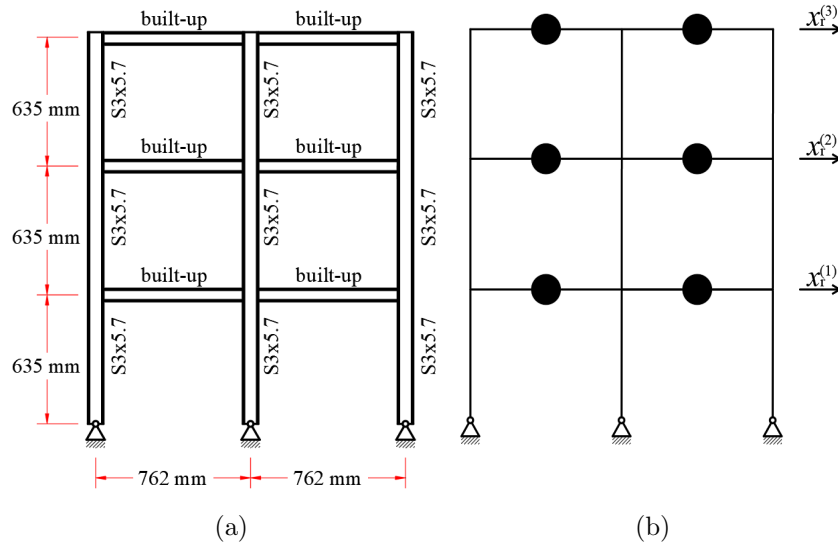 built-up built-up
S3x5.7 S3x5.7 S3x5.7
635 mm
built-up built-up
S3x5.7 S3x5.7 S3x5.7
635 mm
built-up built-up
S3x5.7 S3x5.7 S3x5.7
635 mm
762 mm 762 mm
(a)
x_r^(3)
x_r^(2)
x_r^(1)
(b)